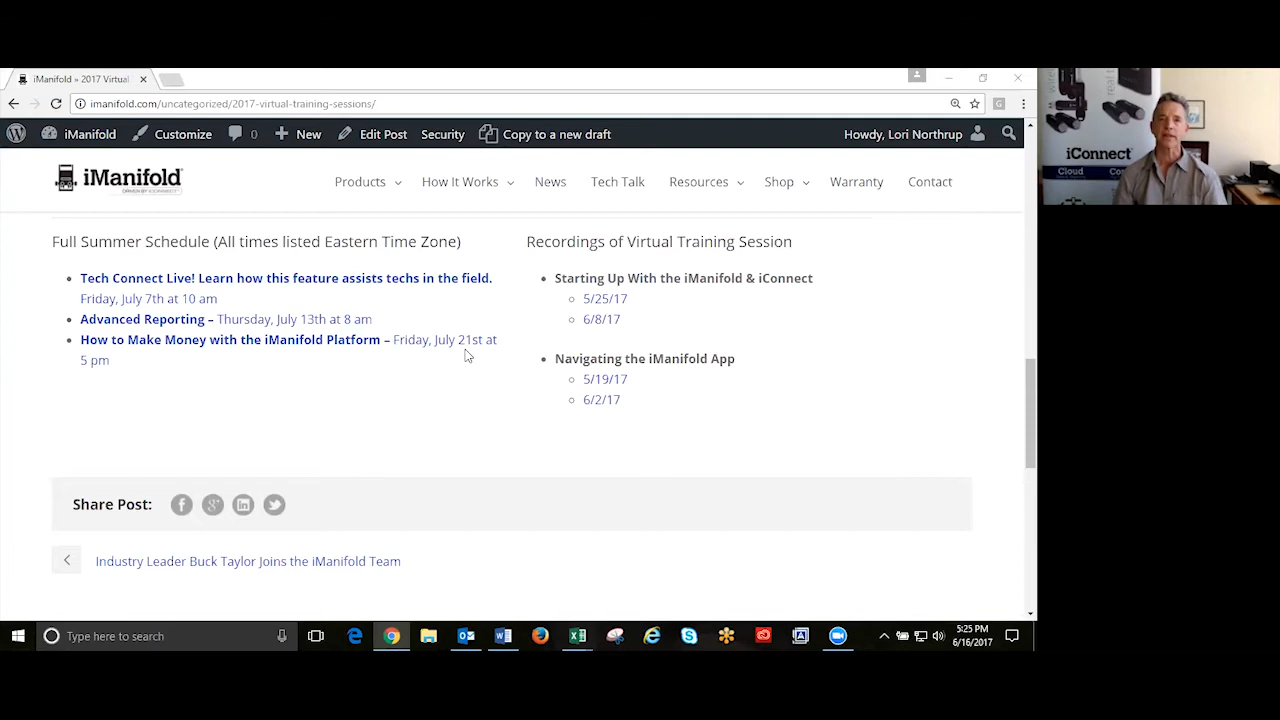 iManifold » 2017 Virtual
imanifold.com/uncategorized/2017-virtual-training-sessions/
iManifold Customize 0 New Edit Post Security Copy to a new draft Howdy, Lori Northrup
iManifold
Products How It Works News Tech Talk Resources Shop Warranty Contact
Full Summer Schedule (All times listed Eastern Time Zone)
Tech Connect Live! Learn how this feature assists techs in the field.
Friday, July 7th at 10 am
Advanced Reporting – Thursday, July 13th at 8 am
How to Make Money with the iManifold Platform – Friday, July 21st at
5 pm
Recordings of Virtual Training Session
Starting Up With the iManifold & iConnect
5/25/17
6/8/17
Navigating the iManifold App
5/19/17
6/2/17
Share Post:
Industry Leader Buck Taylor Joins the iManifold Team
Type here to search
5:25 PM
6/16/2017
iConnect
Cloud